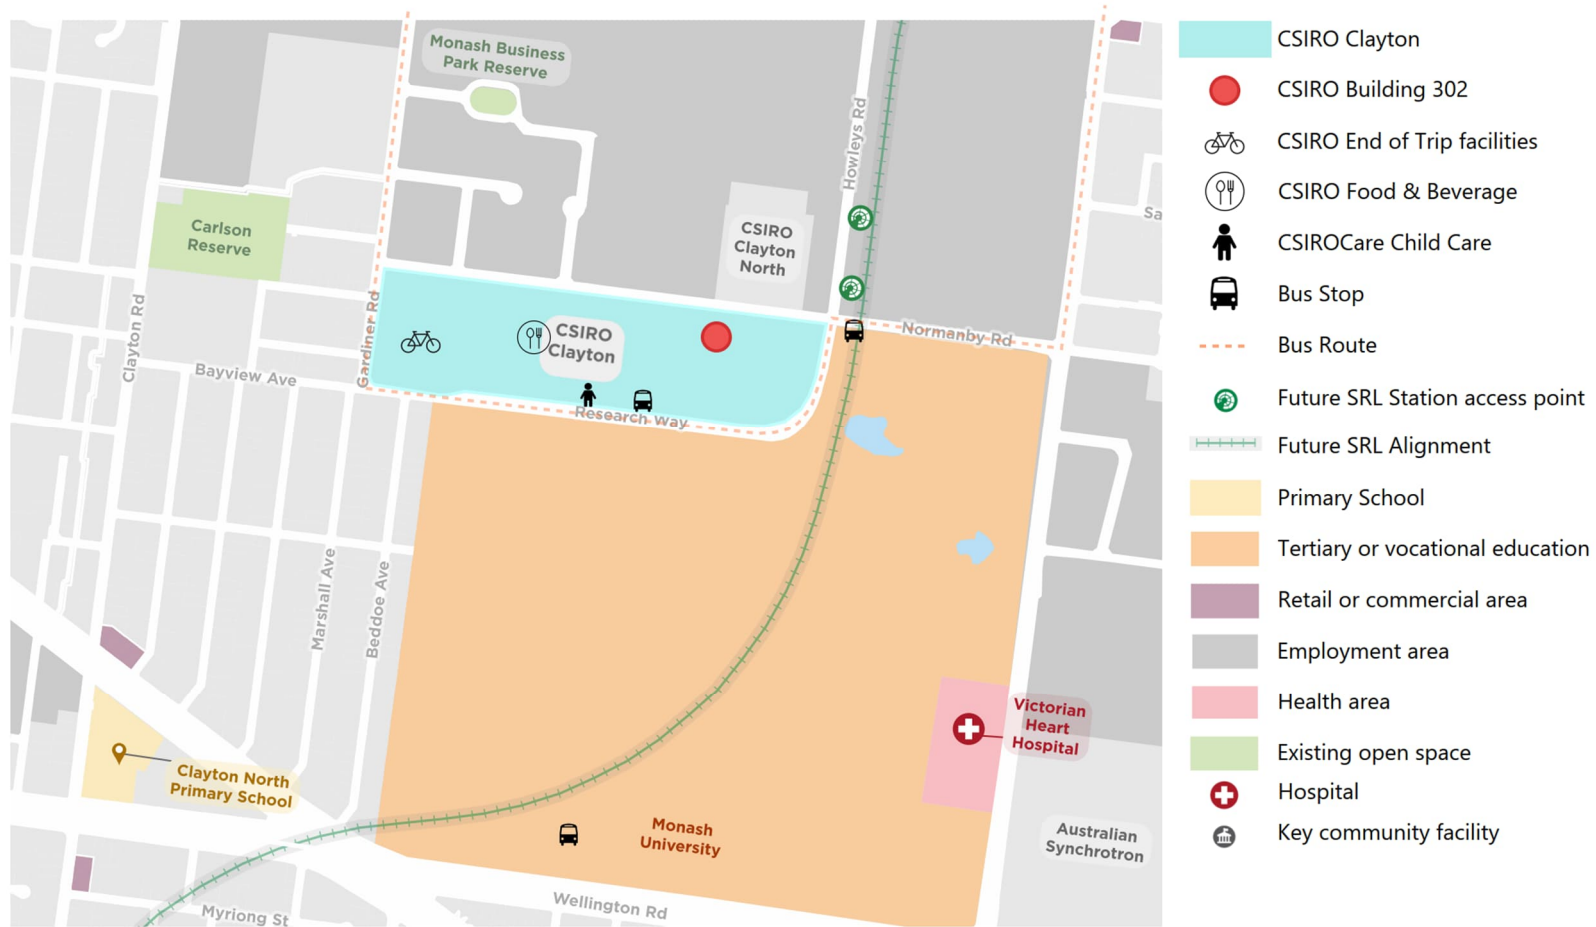 Monash Business
Park Reserve
Howleys Rd
Carlson
Reserve
CSIRO
Clayton
North
Sa
Clayton Rd
Gardiner Rd
CSIRO
Clayton
Normanby Rd
Bayview Ave
Research Way
Marshall Ave
Beddoe Ave
Victorian
Heart
Hospital
Clayton North
Primary School
Monash
University
Australian
Synchrotron
Wellington Rd
Myriong St
CSIRO Clayton
CSIRO Building 302
CSIRO End of Trip facilities
CSIRO Food & Beverage
CSIROCare Child Care
Bus Stop
Bus Route
Future SRL Station access point
Future SRL Alignment
Primary School
Tertiary or vocational education
Retail or commercial area
Employment area
Health area
Existing open space
Hospital
Key community facility